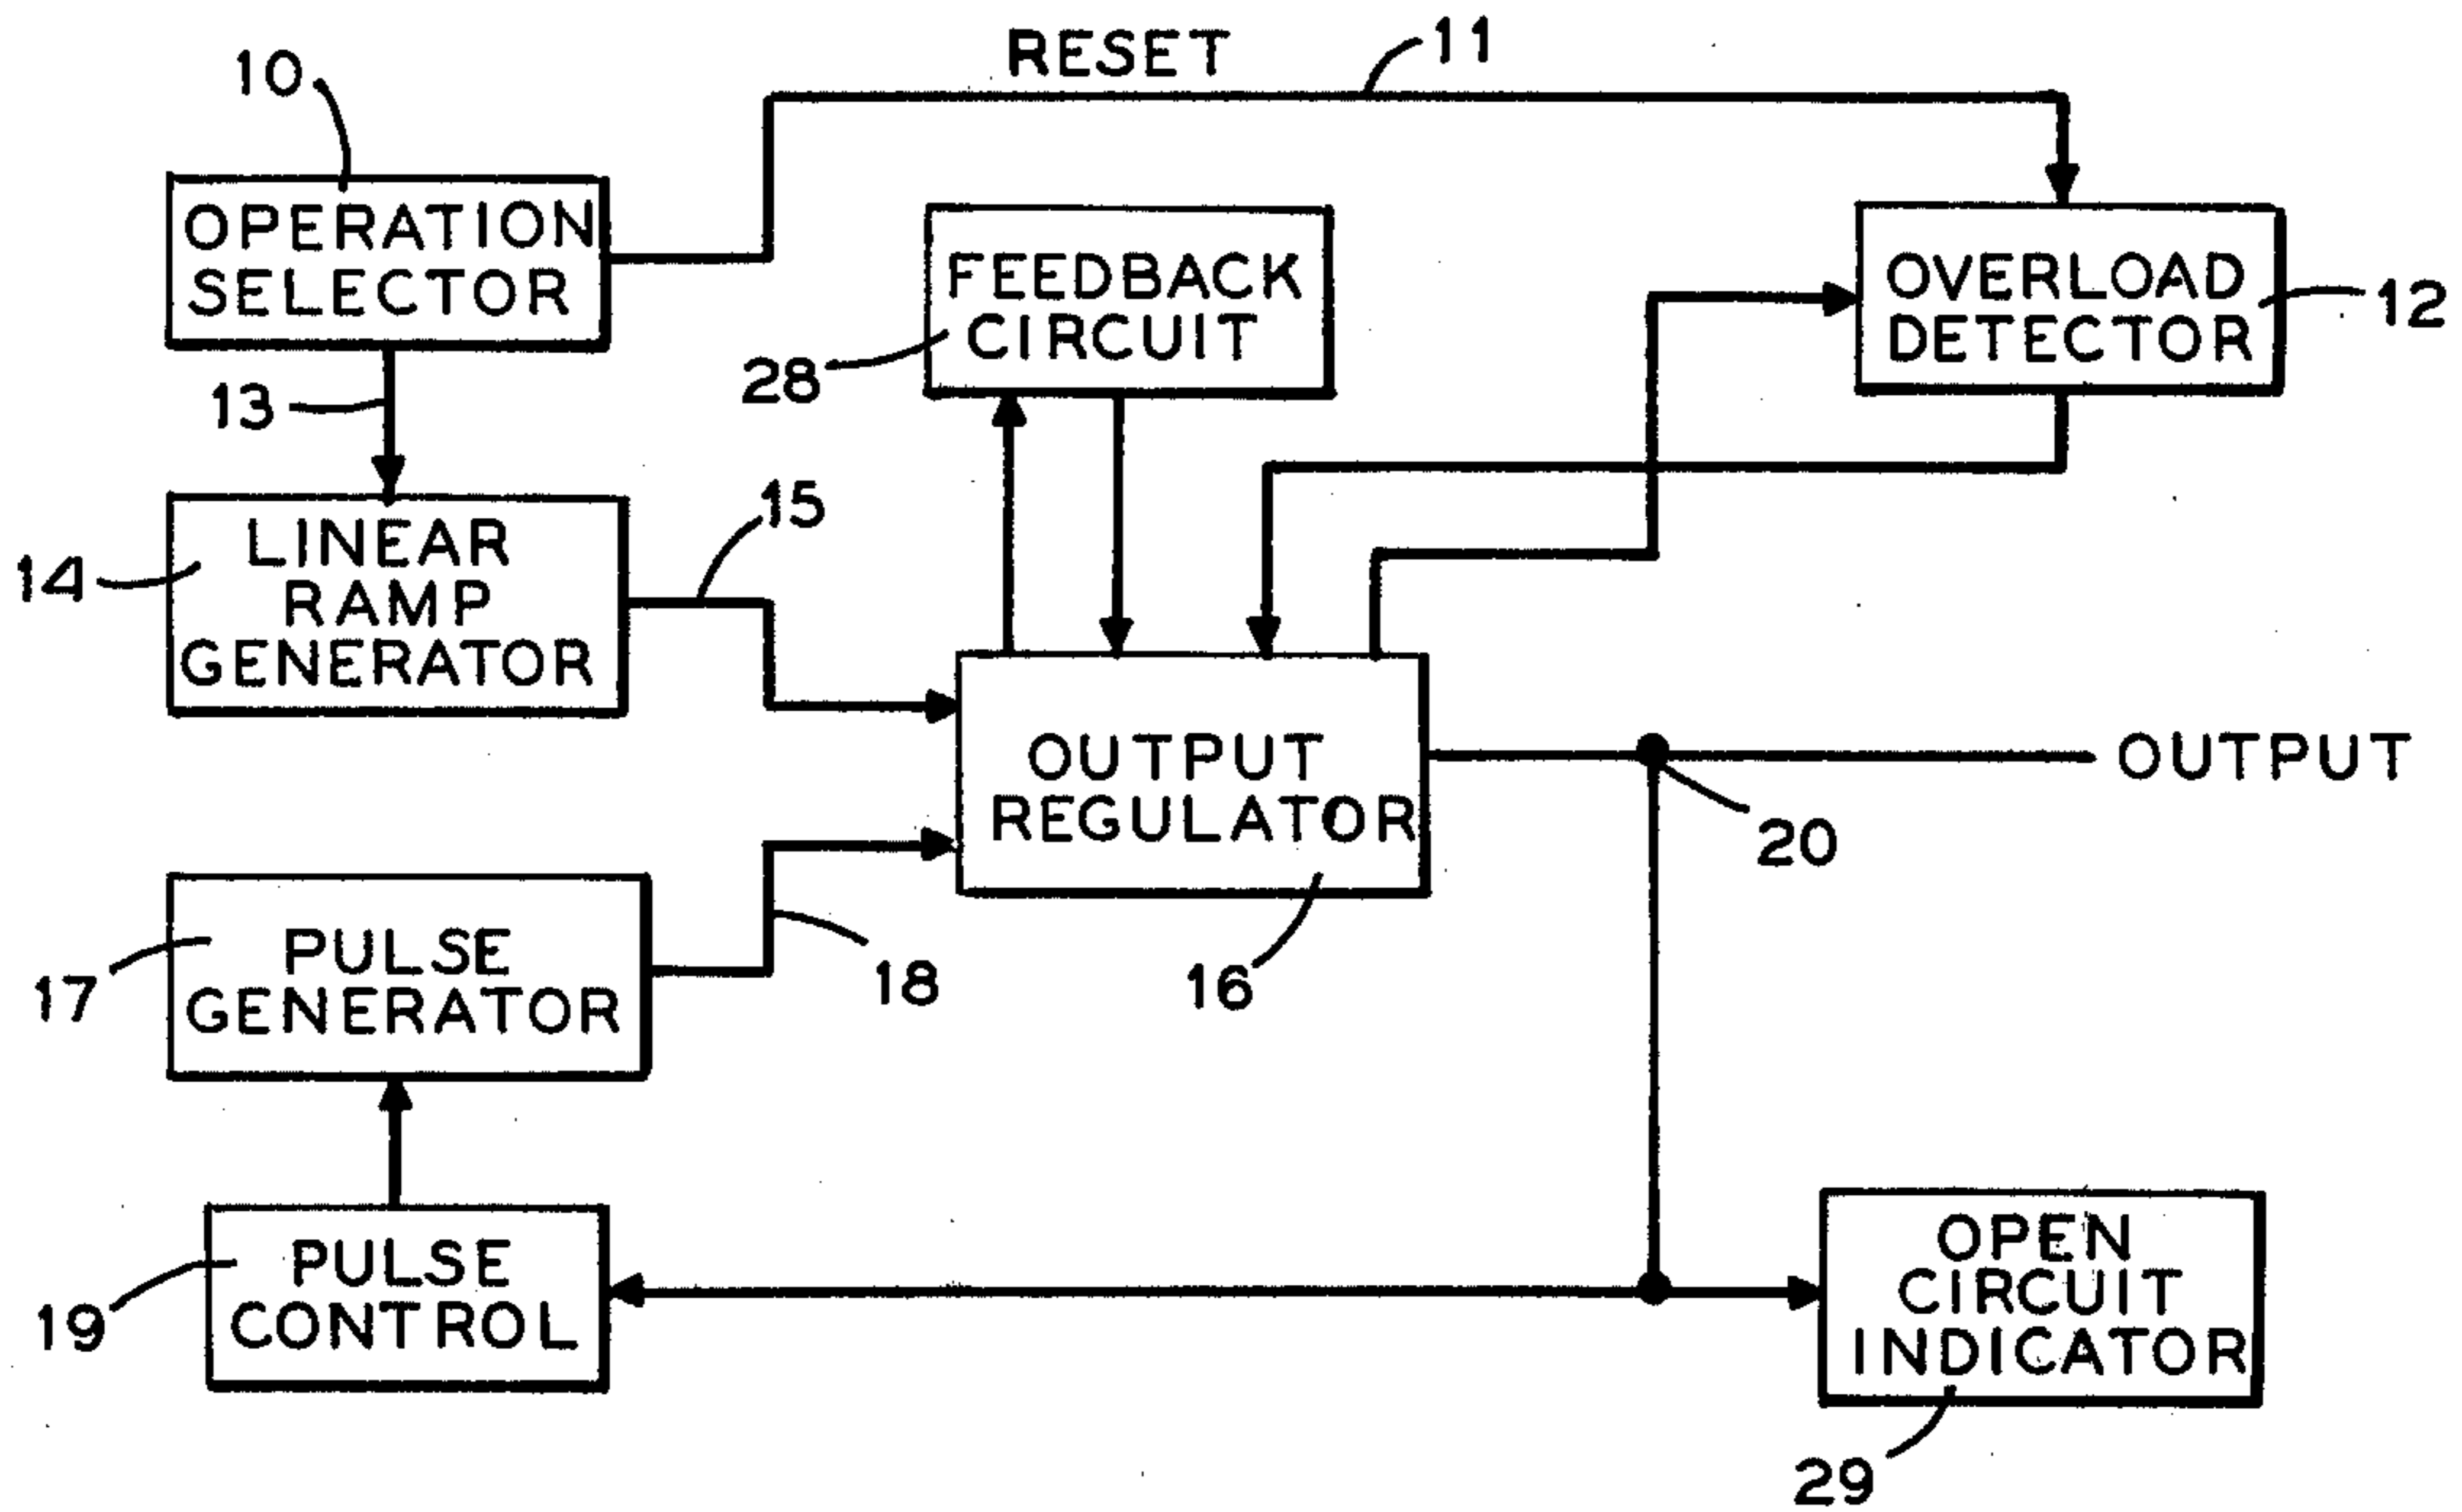 RESET
11
10
OPERATION
SELECTOR
FEEDBACK
CIRCUIT
28
OVERLOAD
DETECTOR
12
13
LINEAR
RAMP
GENERATOR
14
15
OUTPUT
REGULATOR
16
OUTPUT
20
PULSE
GENERATOR
17
18
PULSE
CONTROL
19
OPEN
CIRCUIT
INDICATOR
29